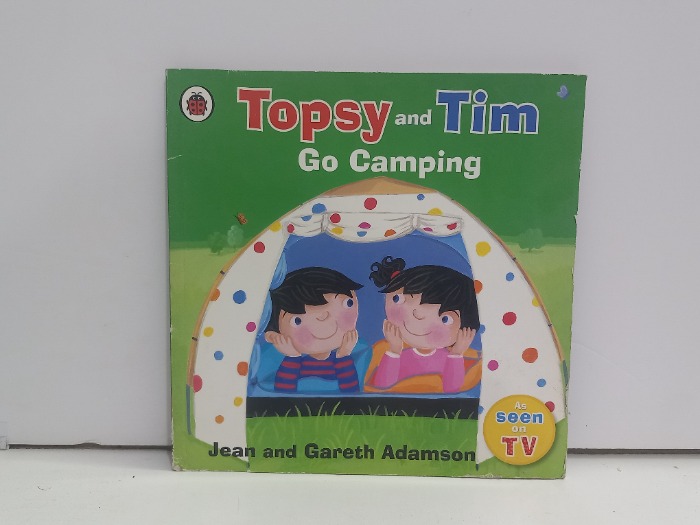 Topsy and Tim
Go Camping
Jean and Gareth Adamson
As
seen
on
TV